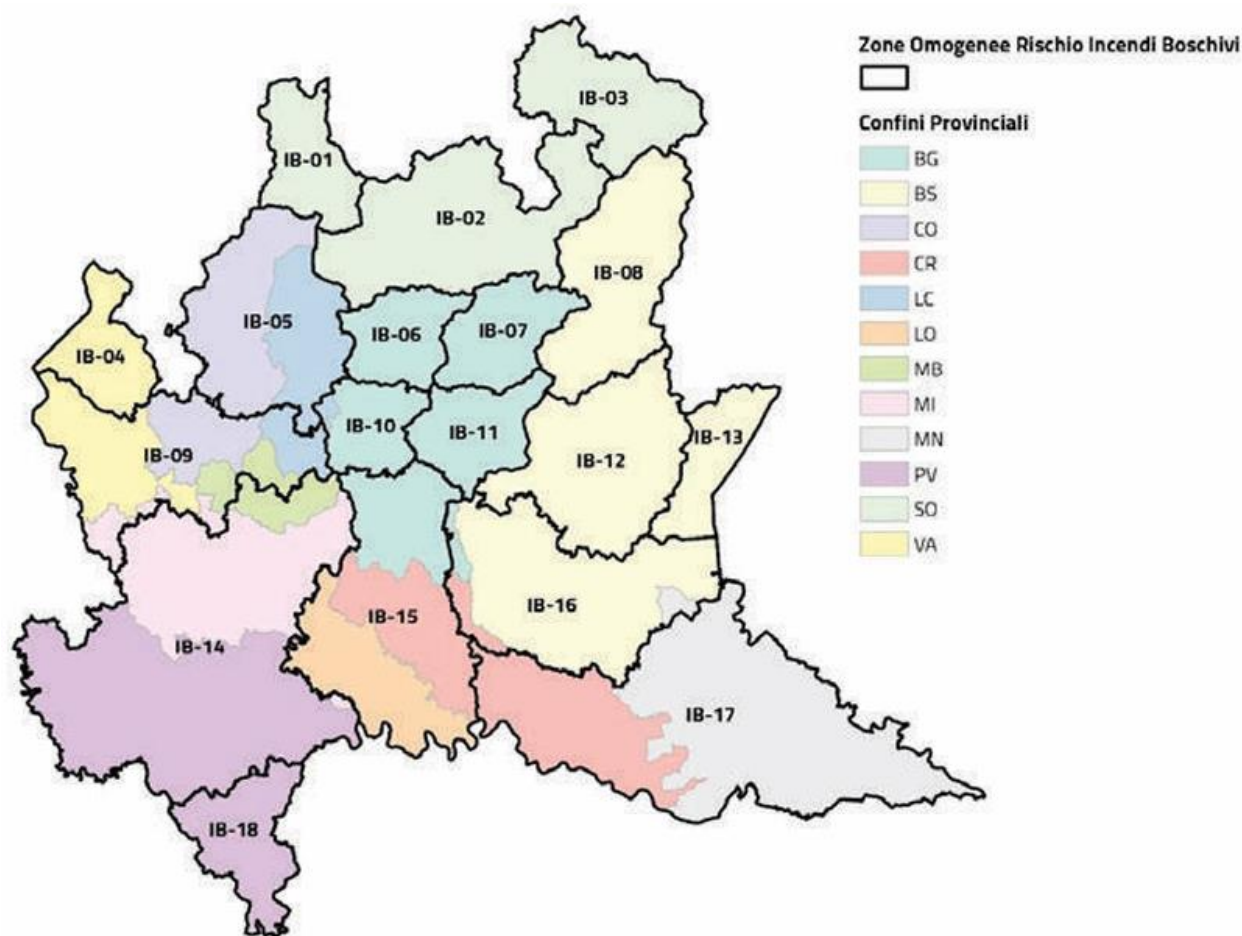 Zone Omogenee Rischio Incendi Boschivi
Confini Provinciali
BG
BS
CO
CR
LC
LO
MB
MI
MN
PV
SO
VA
IB-03
IB-01
IB-02
IB-08
IB-05
IB-06
IB-07
IB-04
IB-10
IB-11
IB-13
IB-09
IB-12
IB-16
IB-15
IB-14
IB-17
IB-18